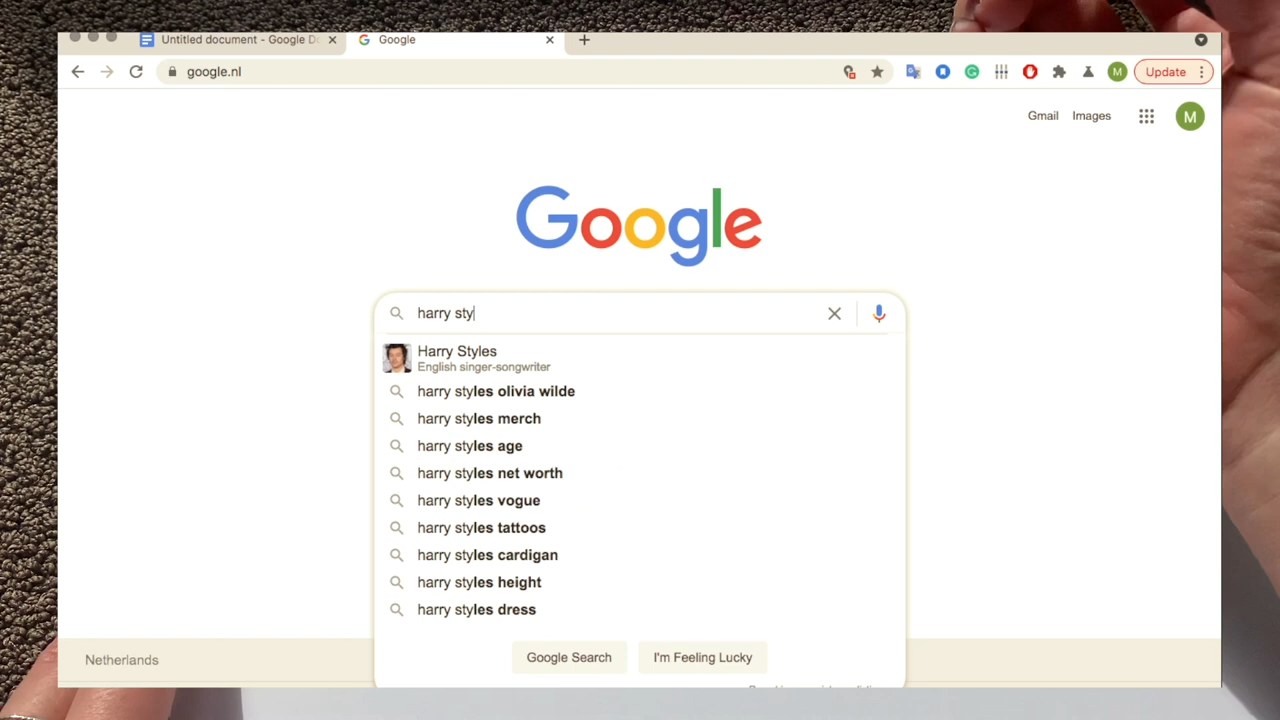 Untitled document - Google D
Google
google.nl
M
Update
Gmail
Images
M
Google
harry sty
Harry Styles
English singer-songwriter
harry styles olivia wilde
harry styles merch
harry styles age
harry styles net worth
harry styles vogue
harry styles tattoos
harry styles cardigan
harry styles height
harry styles dress
Google Search
I'm Feeling Lucky
Netherlands